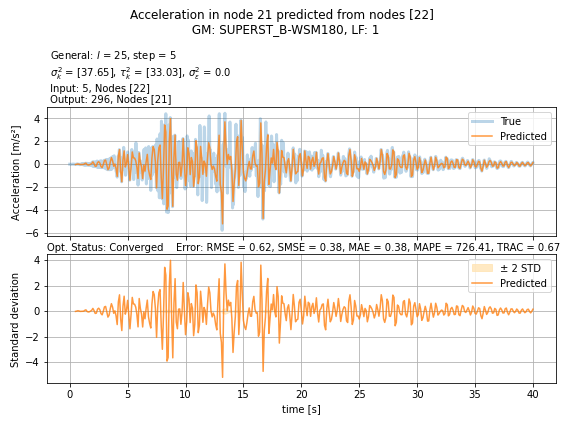 Acceleration in node 21 predicted from nodes [22]
GM: SUPERST_B-WSM180, LF: 1
General: l = 25, step = 5
σ²ₖ = [37.65], τ²ₖ = [33.03], σ²ε = 0.0
Input: 5, Nodes [22]
Output: 296, Nodes [21]
4
2
0
−2
−4
−6
Acceleration [m/s²]
True
Predicted
Opt. Status: Converged Error: RMSE = 0.62, SMSE = 0.38, MAE = 0.38, MAPE = 726.41, TRAC = 0.67
4
2
0
−2
−4
Standard deviation
± 2 STD
Predicted
0 5 10 15 20 25 30 35 40
time [s]